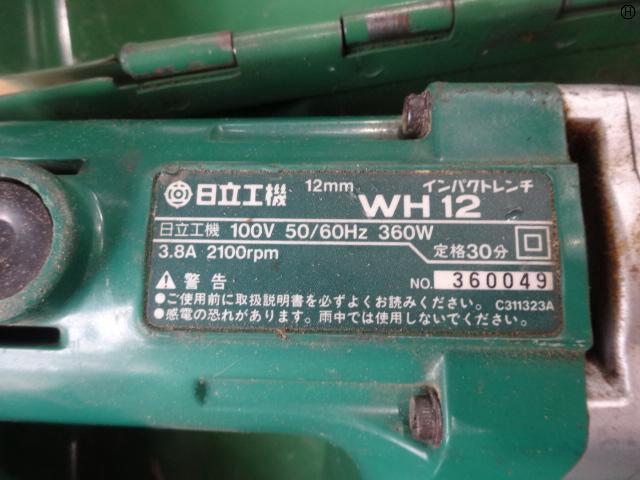 H
日立工機 12mm インパクトレンチ
WH 12
日立工機 100V 50/60Hz 360W
3.8A 2100rpm 定格30分
警告 NO. 360049
●ご使用前に取扱説明書を必ずよくお読みください。 C311323A
●感電の恐れがあります。雨中では使用しないでください。